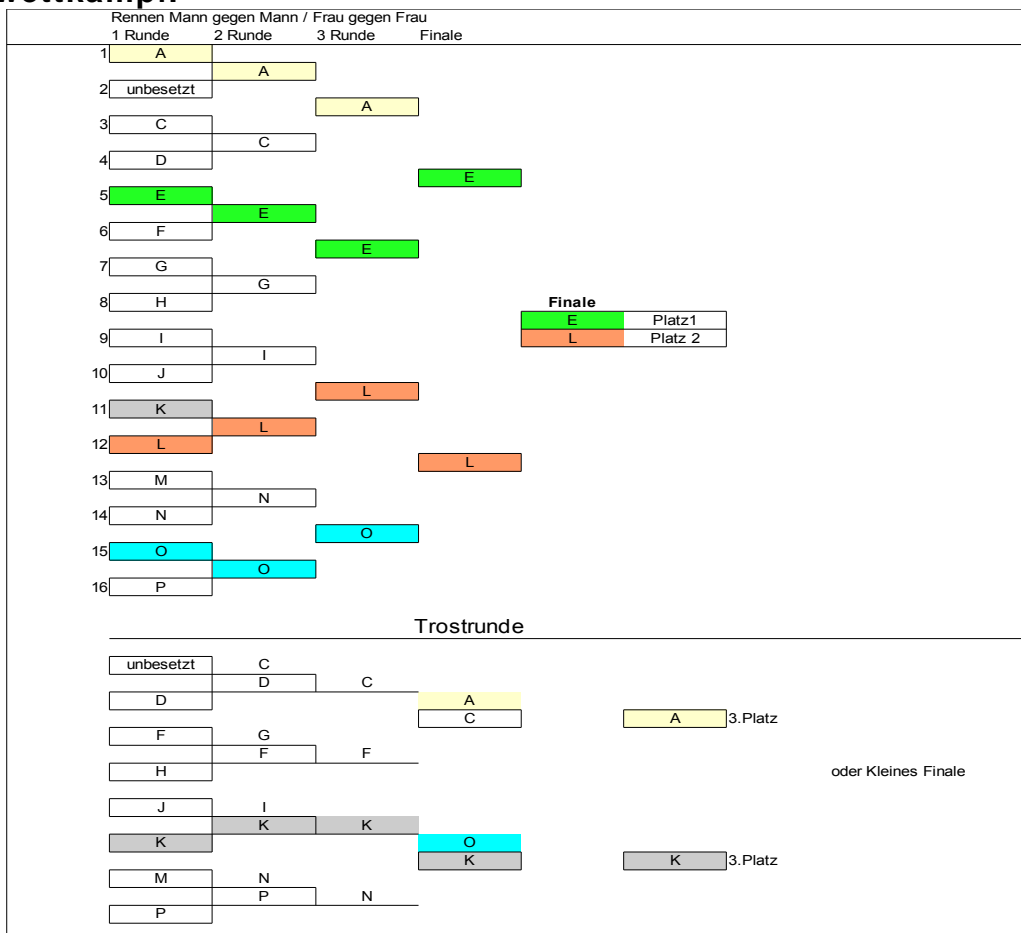 Rennen Mann gegen Mann / Frau gegen Frau
1 Runde 2 Runde 3 Runde Finale
1 A
A
2 unbesetzt
A
3 C
C
4 D
E
5 E
E
6 F
E
7 G
G
8 H Finale
E Platz1
9 I L Platz 2
I
10 J
L
11 K
L
12 L
L
13 M
N
14 N
O
15 O
O
16 P
Trostrunde
unbesetzt C
D C
D A
C A 3.Platz
F G
F F
H oder Kleines Finale
J I
K K
K O
K K 3.Platz
M N
P N
P